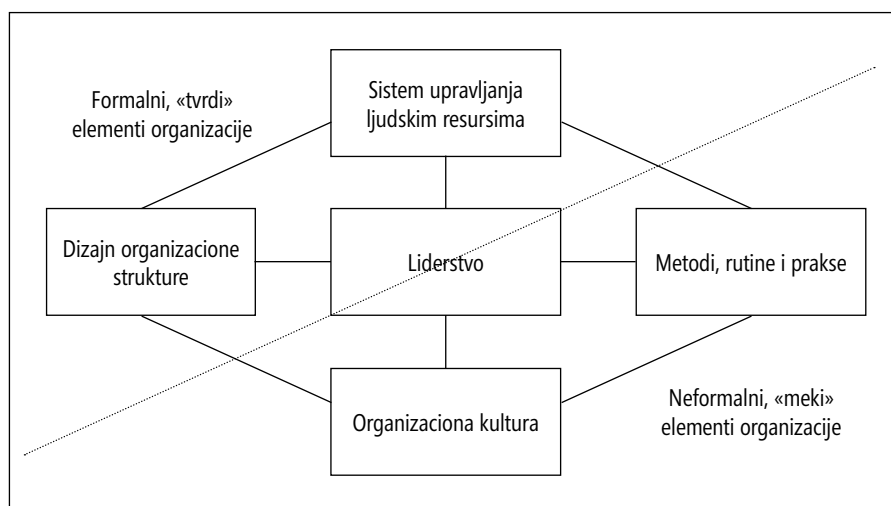 Formalni, «tvrdi»
elementi organizacije
Sistem upravljanja
ljudskim resursima
Dizajn organizacione
strukture
Liderstvo
Metodi, rutine i prakse
Organizaciona kultura
Neformalni, «meki»
elementi organizacije